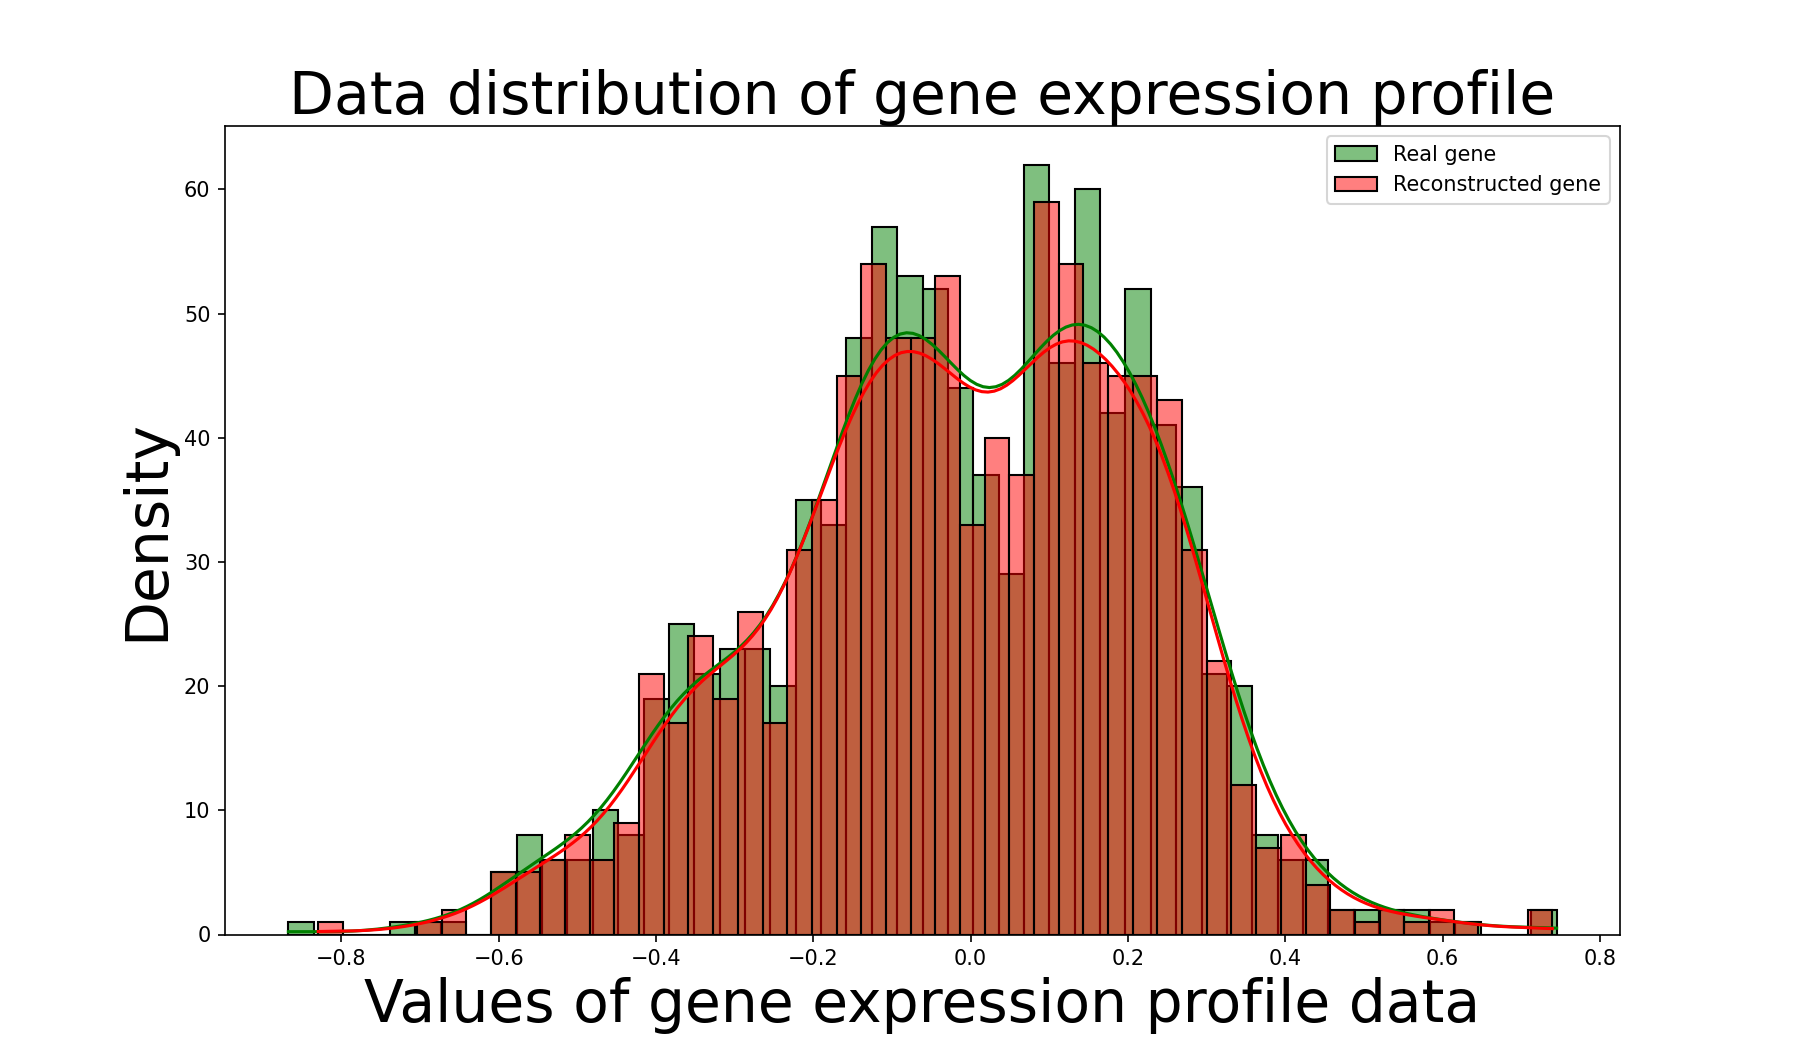 Data distribution of gene expression profile
Real gene
Reconstructed gene
Density
60
50
40
30
20
10
0
−0.8 −0.6 −0.4 −0.2 0.0 0.2 0.4 0.6 0.8
Values of gene expression profile data